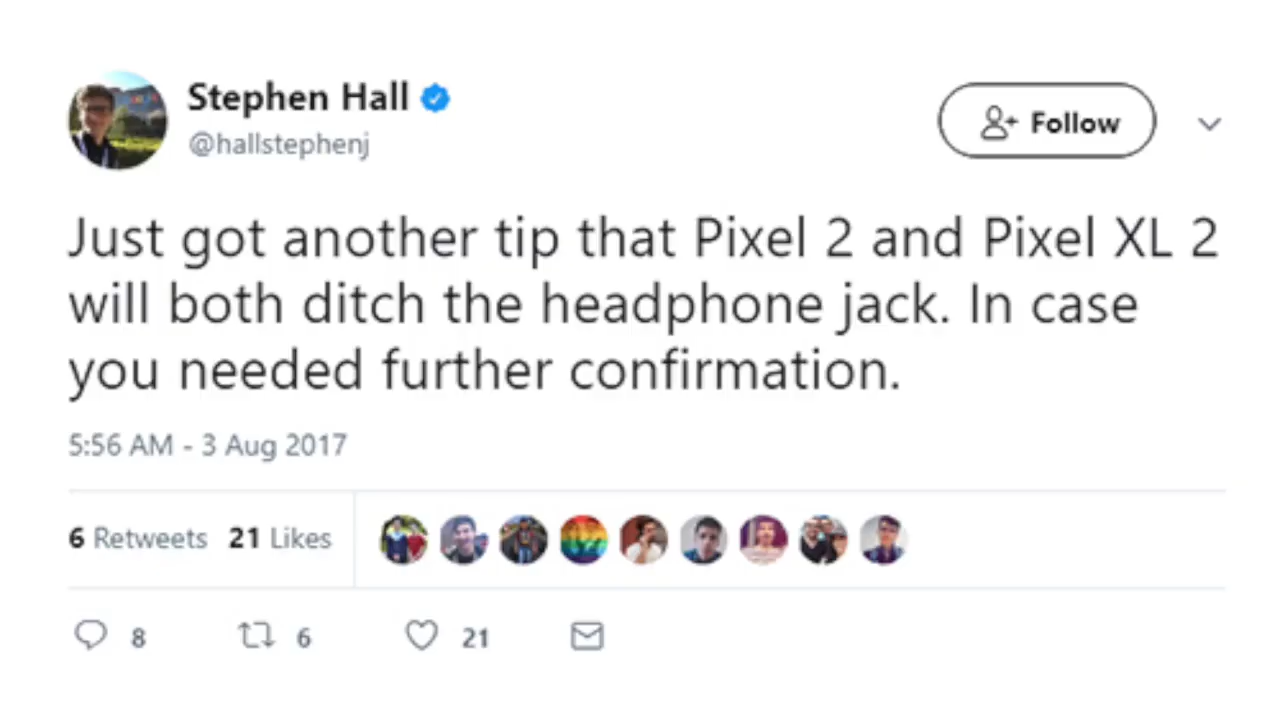 Stephen Hall
@hallstephenj
Follow
Just got another tip that Pixel 2 and Pixel XL 2
will both ditch the headphone jack. In case
you needed further confirmation.
5:56 AM - 3 Aug 2017
6 Retweets 21 Likes
8 6 21